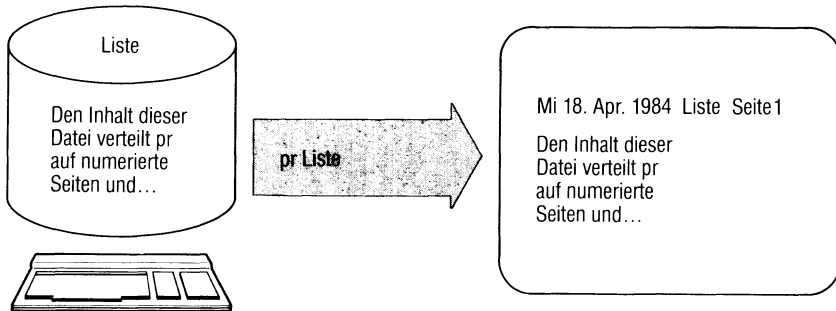 Liste
Den Inhalt dieser
Datei verteilt pr
auf numerierte
Seiten und...
pr Liste
Mi 18. Apr. 1984 Liste Seite1
Den Inhalt dieser
Datei verteilt pr
auf numerierte
Seiten und...